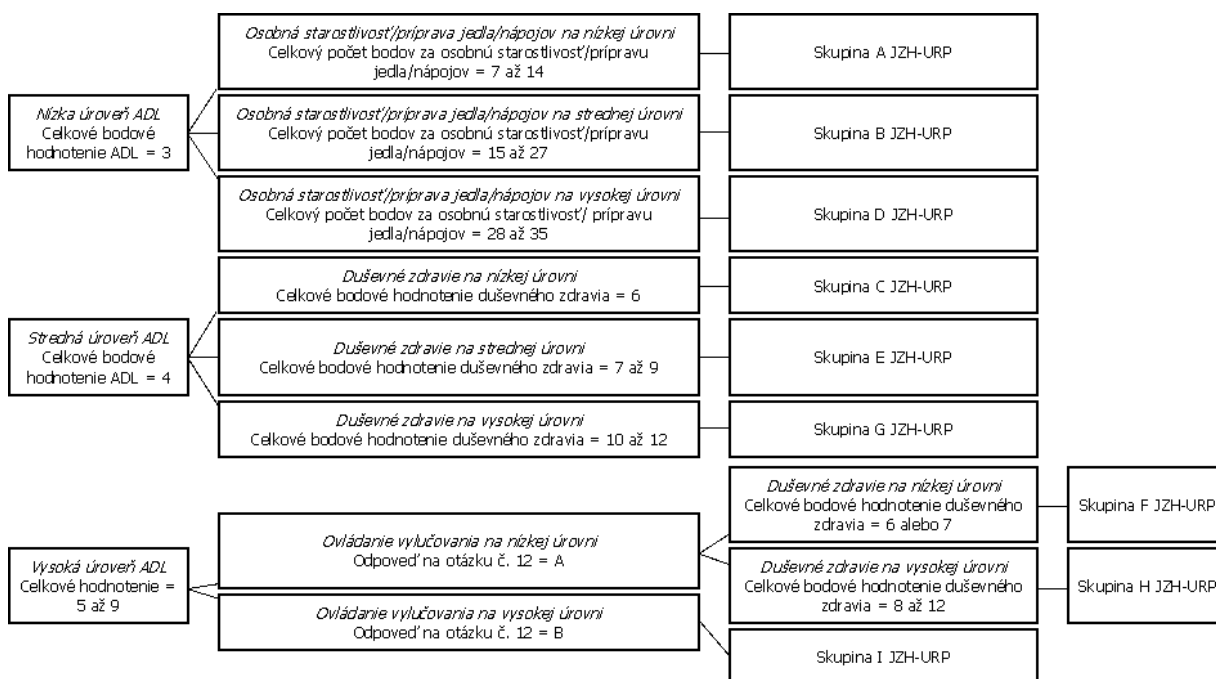 Osobná starostlivosť/príprava jedla/nápojov na nízkej úrovni
Celkový počet bodov za osobnú starostlivosť/prípravu
jedla/nápojov = 7 až 14
Skupina A JZH-URP
Nízka úroveň ADL
Celkové bodové
hodnotenie ADL = 3
Osobná starostlivosť/príprava jedla/nápojov na strednej úrovni
Celkový počet bodov za osobnú starostlivosť/prípravu
jedla/nápojov = 15 až 27
Skupina B JZH-URP
Osobná starostlivosť/príprava jedla/nápojov na vysokej úrovni
Celkový počet bodov za osobnú starostlivosť/ prípravu
jedla/nápojov = 28 až 35
Skupina D JZH-URP
Duševné zdravie na nízkej úrovni
Celkové bodové hodnotenie duševného zdravia = 6
Skupina C JZH-URP
Stredná úroveň ADL
Celkové bodové
hodnotenie ADL = 4
Duševné zdravie na strednej úrovni
Celkové bodové hodnotenie duševného zdravia = 7 až 9
Skupina E JZH-URP
Duševné zdravie na vysokej úrovni
Celkové bodové hodnotenie duševného zdravia = 10 až 12
Skupina G JZH-URP
Vysoká úroveň ADL
Celkové hodnotenie =
5 až 9
Ovládanie vylučovania na nízkej úrovni
Odpoveď na otázku č. 12 = A
Duševné zdravie na nízkej úrovni
Celkové bodové hodnotenie duševného
zdravia = 6 alebo 7
Skupina F JZH-URP
Duševné zdravie na vysokej úrovni
Celkové bodové hodnotenie duševného
zdravia = 8 až 12
Skupina H JZH-URP
Ovládanie vylučovania na vysokej úrovni
Odpoveď na otázku č. 12 = B
Skupina I JZH-URP